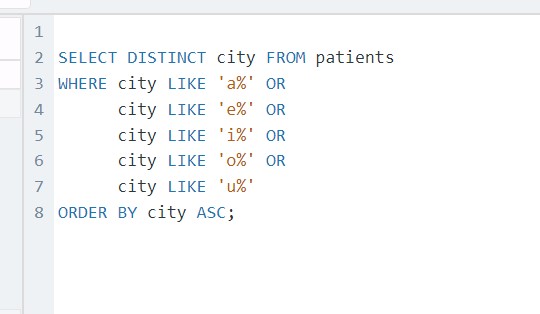 1
2 SELECT DISTINCT city FROM patients
3 WHERE city LIKE 'a%' OR
4       city LIKE 'e%' OR
5       city LIKE 'i%' OR
6       city LIKE 'o%' OR
7       city LIKE 'u%'
8 ORDER BY city ASC;